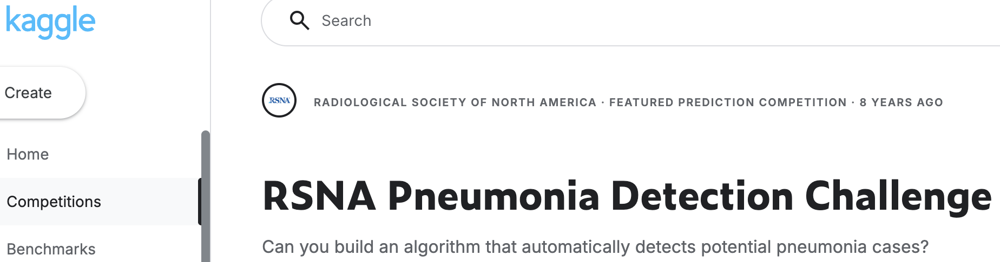 kaggle
Search
Create
RSNA
RADIOLOGICAL SOCIETY OF NORTH AMERICA · FEATURED PREDICTION COMPETITION · 8 YEARS AGO
Home
RSNA Pneumonia Detection Challenge
Competitions
Can you build an algorithm that automatically detects potential pneumonia cases?
Benchmarks